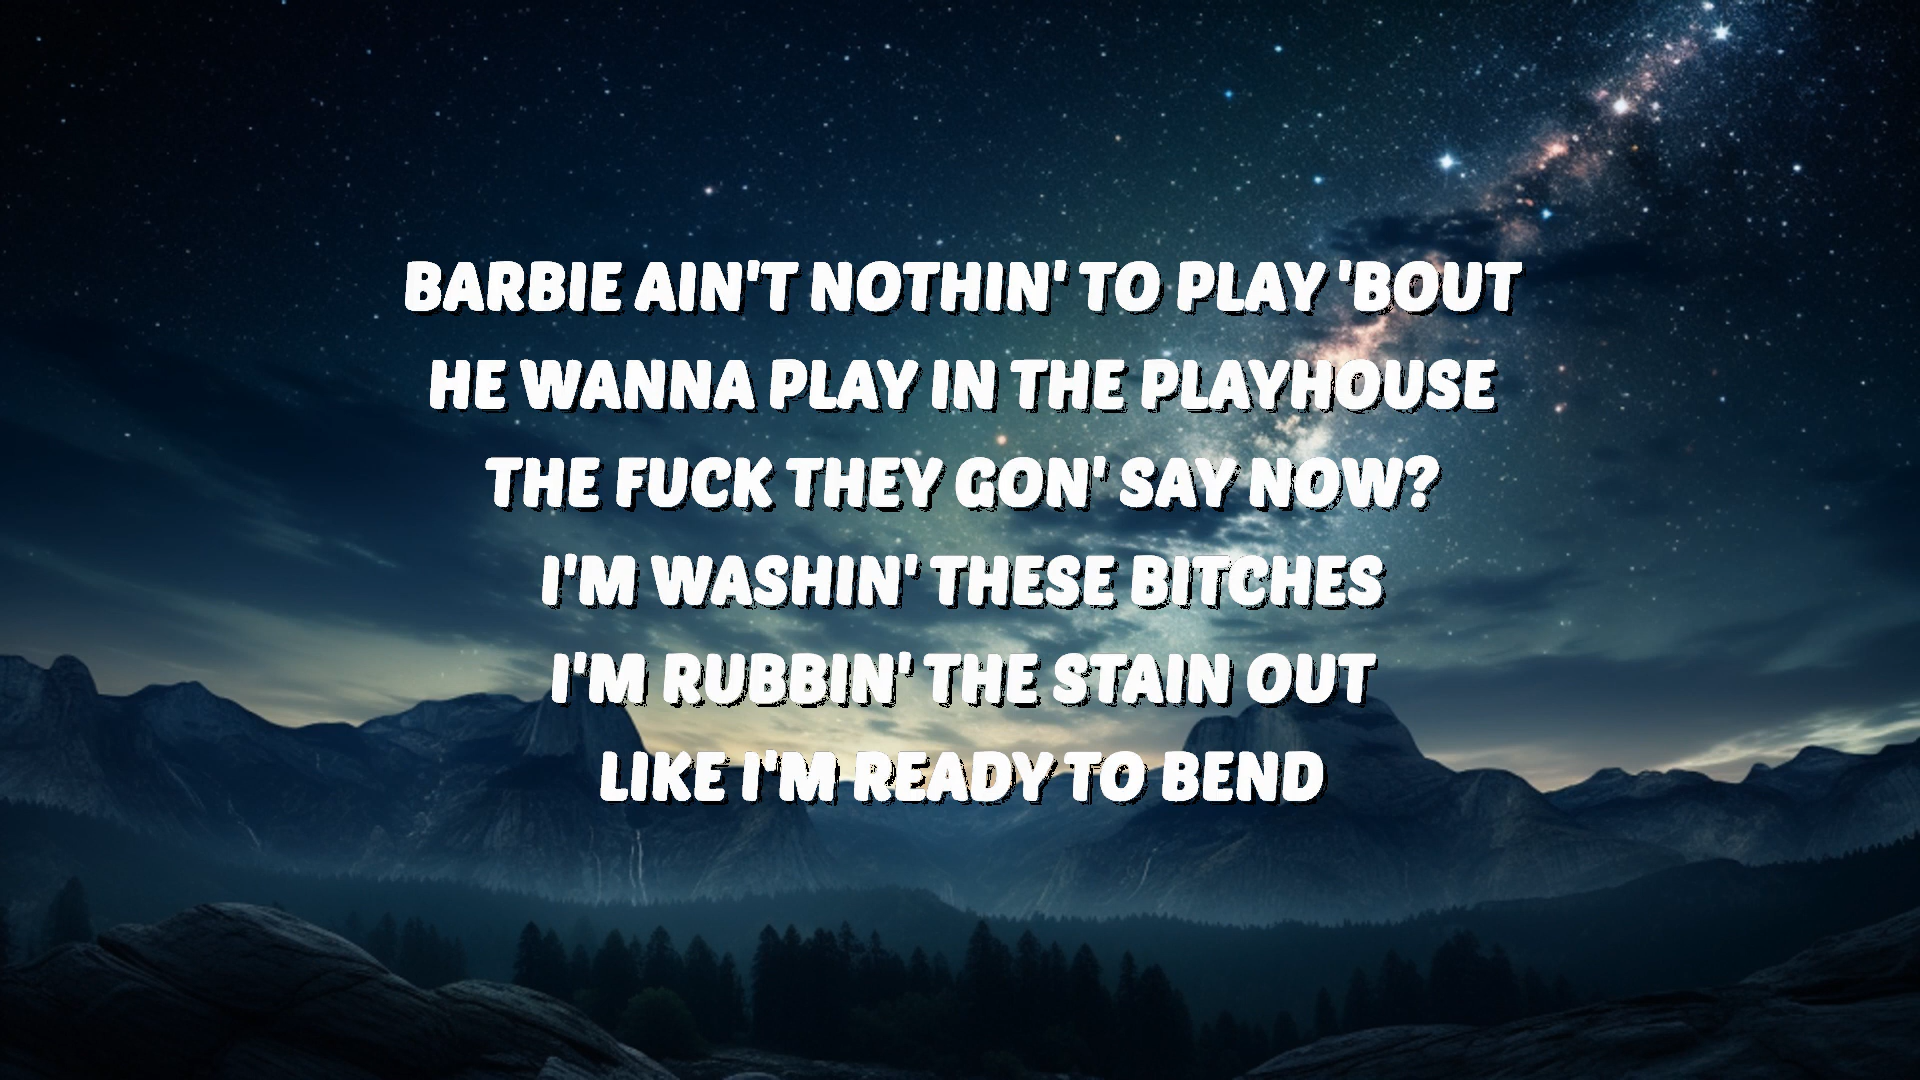 BARBIE AIN'T NOTHIN' TO PLAY 'BOUT
HE WANNA PLAY IN THE PLAYHOUSE
THE FUCK THEY GON' SAY NOW?
I'M WASHIN' THESE BITCHES
I'M RUBBIN' THE STAIN OUT
LIKE I'M READY TO BEND